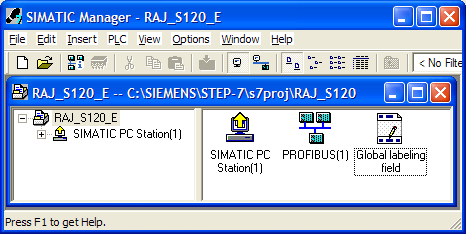 SIMATIC Manager - RAJ_S120_E
File Edit Insert PLC View Options Window Help
< No Filte
RAJ_S120_E -- C:\SIEMENS\STEP-7\s7proj\RAJ_S120
RAJ_S120_E
SIMATIC PC Station(1)
SIMATIC PC
Station(1)
PROFIBUS(1)
Global labeling
field
Press F1 to get Help.